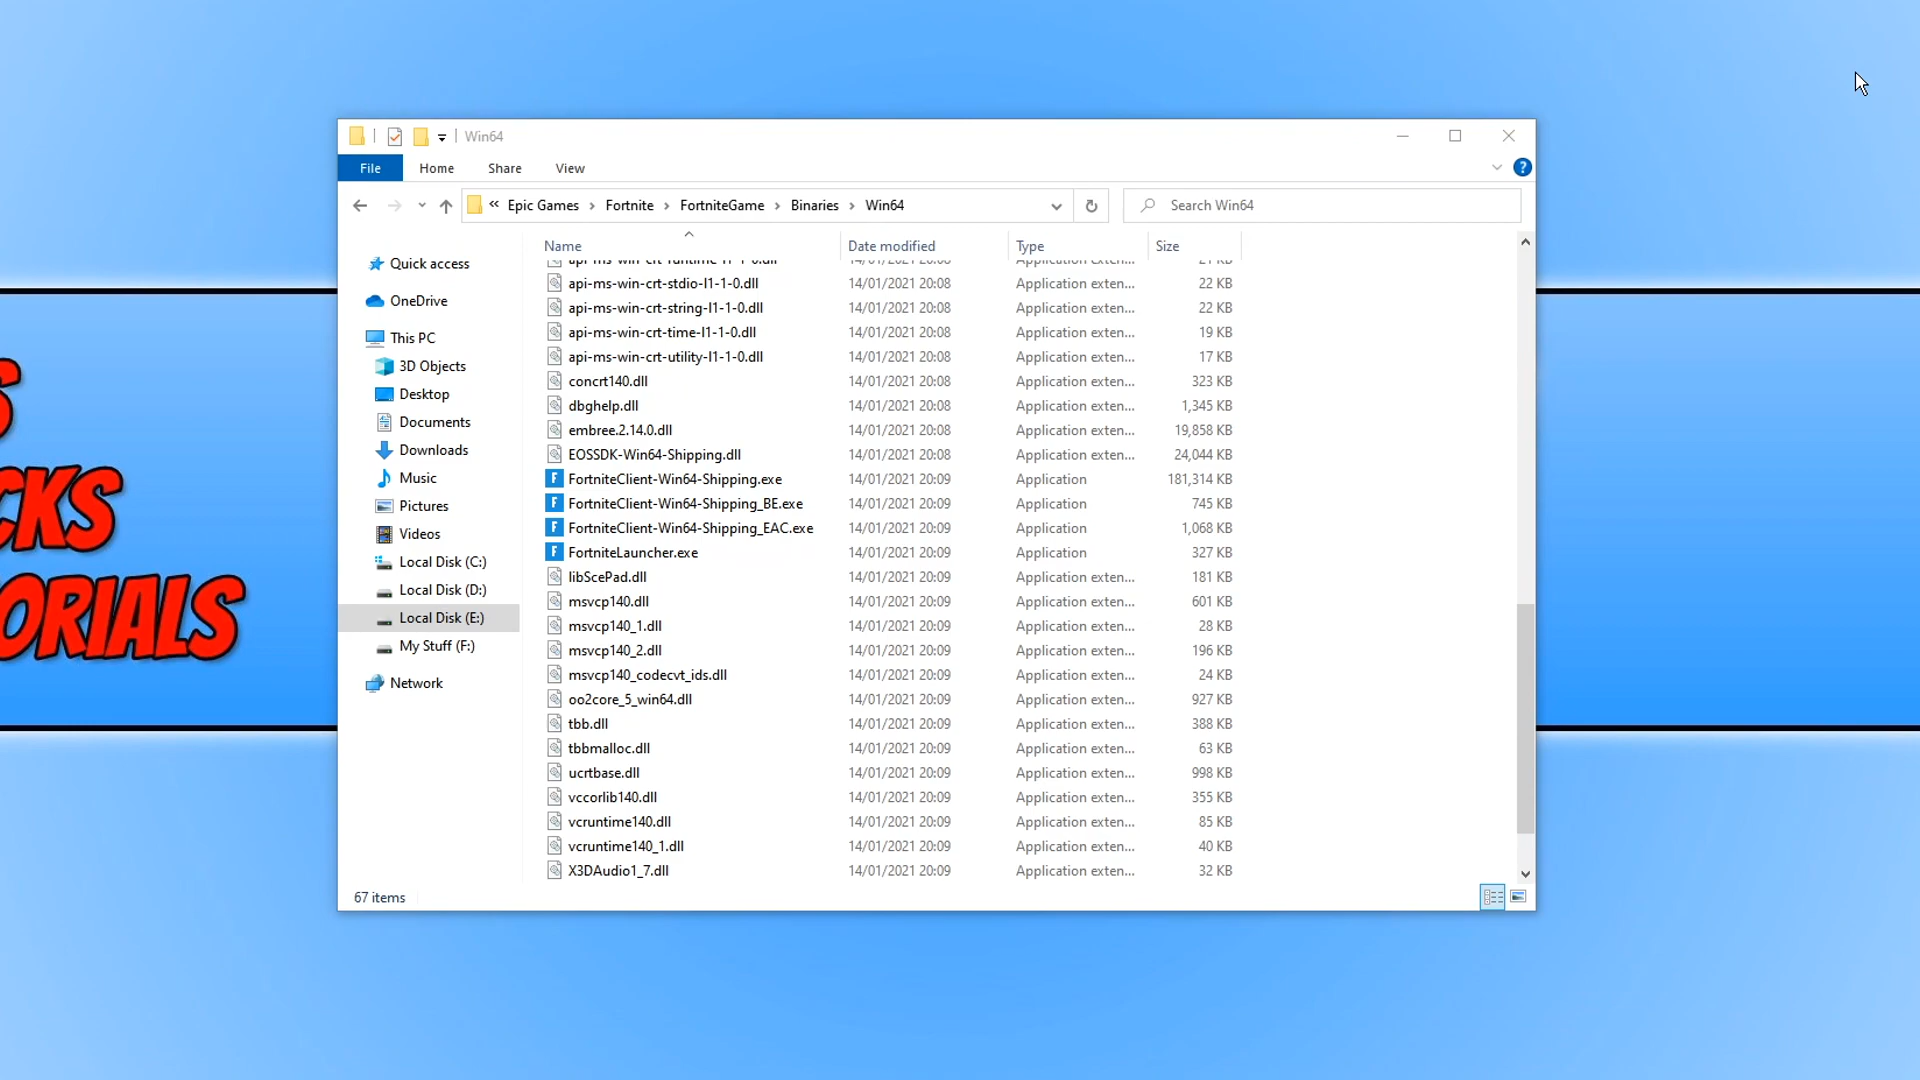 Win64
File Home Share View
« Epic Games › Fortnite › FortniteGame › Binaries › Win64
Search Win64
Name Date modified Type Size
Quick access
OneDrive
This PC
3D Objects
Desktop
Documents
Downloads
Music
Pictures
Videos
Local Disk (C:)
Local Disk (D:)
Local Disk (E:)
My Stuff (F:)
Network
api-ms-win-crt-stdio-l1-1-0.dll 14/01/2021 20:08 Application exten... 22 KB
api-ms-win-crt-string-l1-1-0.dll 14/01/2021 20:08 Application exten... 22 KB
api-ms-win-crt-time-l1-1-0.dll 14/01/2021 20:08 Application exten... 19 KB
api-ms-win-crt-utility-l1-1-0.dll 14/01/2021 20:08 Application exten... 17 KB
concrt140.dll 14/01/2021 20:08 Application exten... 323 KB
dbghelp.dll 14/01/2021 20:08 Application exten... 1,345 KB
embree.2.14.0.dll 14/01/2021 20:08 Application exten... 19,858 KB
EOSSDK-Win64-Shipping.dll 14/01/2021 20:08 Application exten... 24,044 KB
FortniteClient-Win64-Shipping.exe 14/01/2021 20:09 Application 181,314 KB
FortniteClient-Win64-Shipping_BE.exe 14/01/2021 20:09 Application 745 KB
FortniteClient-Win64-Shipping_EAC.exe 14/01/2021 20:09 Application 1,068 KB
FortniteLauncher.exe 14/01/2021 20:09 Application 327 KB
libScePad.dll 14/01/2021 20:09 Application exten... 181 KB
msvcp140.dll 14/01/2021 20:09 Application exten... 601 KB
msvcp140_1.dll 14/01/2021 20:09 Application exten... 28 KB
msvcp140_2.dll 14/01/2021 20:09 Application exten... 196 KB
msvcp140_codecvt_ids.dll 14/01/2021 20:09 Application exten... 24 KB
oo2core_5_win64.dll 14/01/2021 20:09 Application exten... 927 KB
tbb.dll 14/01/2021 20:09 Application exten... 388 KB
tbbmalloc.dll 14/01/2021 20:09 Application exten... 63 KB
ucrtbase.dll 14/01/2021 20:09 Application exten... 998 KB
vccorlib140.dll 14/01/2021 20:09 Application exten... 355 KB
vcruntime140.dll 14/01/2021 20:09 Application exten... 85 KB
vcruntime140_1.dll 14/01/2021 20:09 Application exten... 40 KB
X3DAudio1_7.dll 14/01/2021 20:09 Application exten... 32 KB
67 items